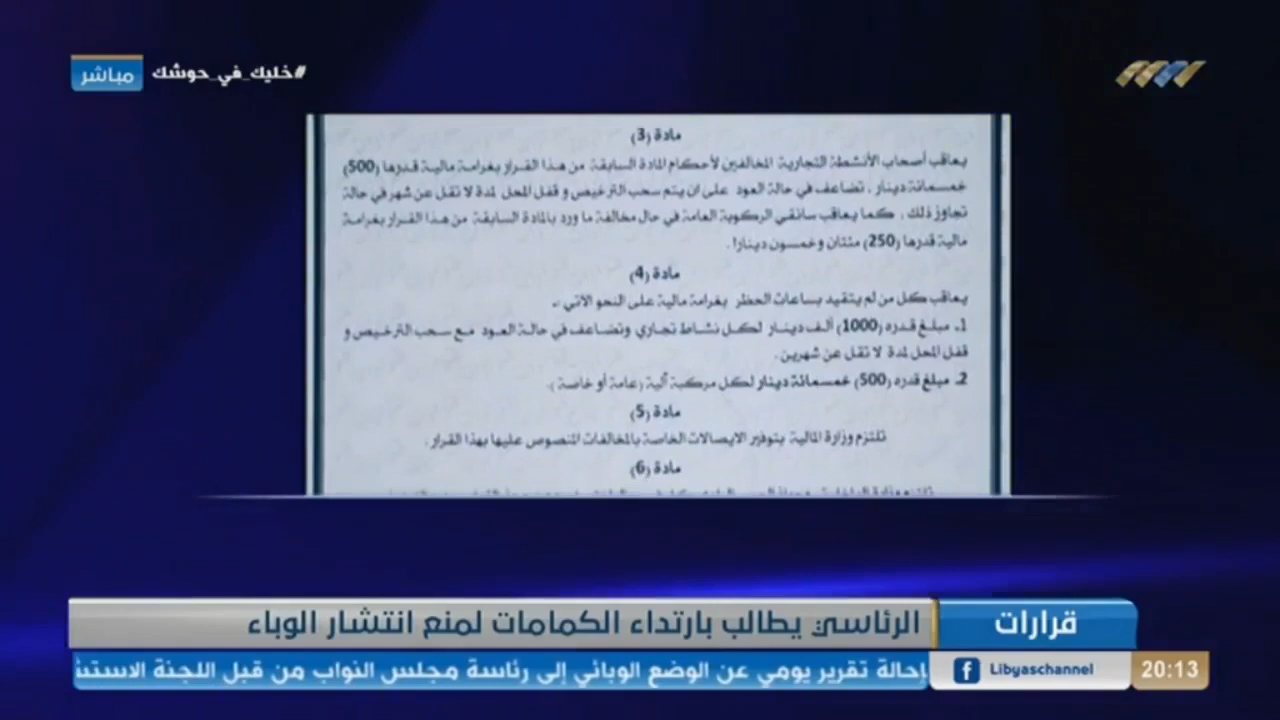 #خليك_في_حوشك
مباشر
مادة (3)
يعاقب أصحاب الأنشطة التجارية المخالفين لأحكام المادة السابقة من هذا القرار بغرامة مالية قدرها (500)
خمسمائة دينار ، تضاعف في حالة العود على ان يتم سحب الترخيص و قفل المحل لمدة لا تقل عن شهر في حالة
تجاوز ذلك ، كما يعاقب سائقي الركوبة العامة في حال مخالفة ما ورد بالمادة السابقة من هذا القرار بغرامة
مالية قدرها (250) مئتان وخمسون دينارا .
مادة (4)
يعاقب كل من لم يتقيد بساعات الحظر بغرامة مالية على النحو الآتي :-
1. مبلغ قدره (1000) ألف دينار لكل نشاط تجاري وتضاعف في حالة العود مع سحب الترخيص و
قفل المحل لمدة لا تقل عن شهرين .
2. مبلغ قدره (500) خمسمائة دينار لكل مركبة آلية (عامة أو خاصة ).
مادة (5)
تلتزم وزارة المالية بتوفير الايصالات الخاصة بالمخالفات المنصوص عليها بهذا القرار .
مادة (6)
قرارات
الرئاسي يطالب بارتداء الكمامات لمنع انتشار الوباء
20:13
Libyaschannel
إحالة تقرير يومي عن الوضع الوبائي إلى رئاسة مجلس النواب من قبل اللجنة الاستش